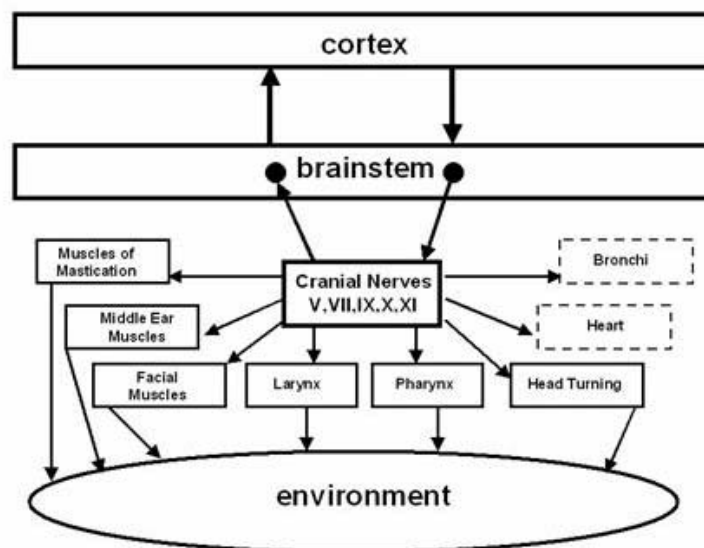 cortex
brainstem
Muscles of
Mastication
Cranial Nerves
V,VII,IX,X,XI
Bronchi
Middle Ear
Muscles
Heart
Facial
Muscles
Larynx
Pharynx
Head Turning
environment